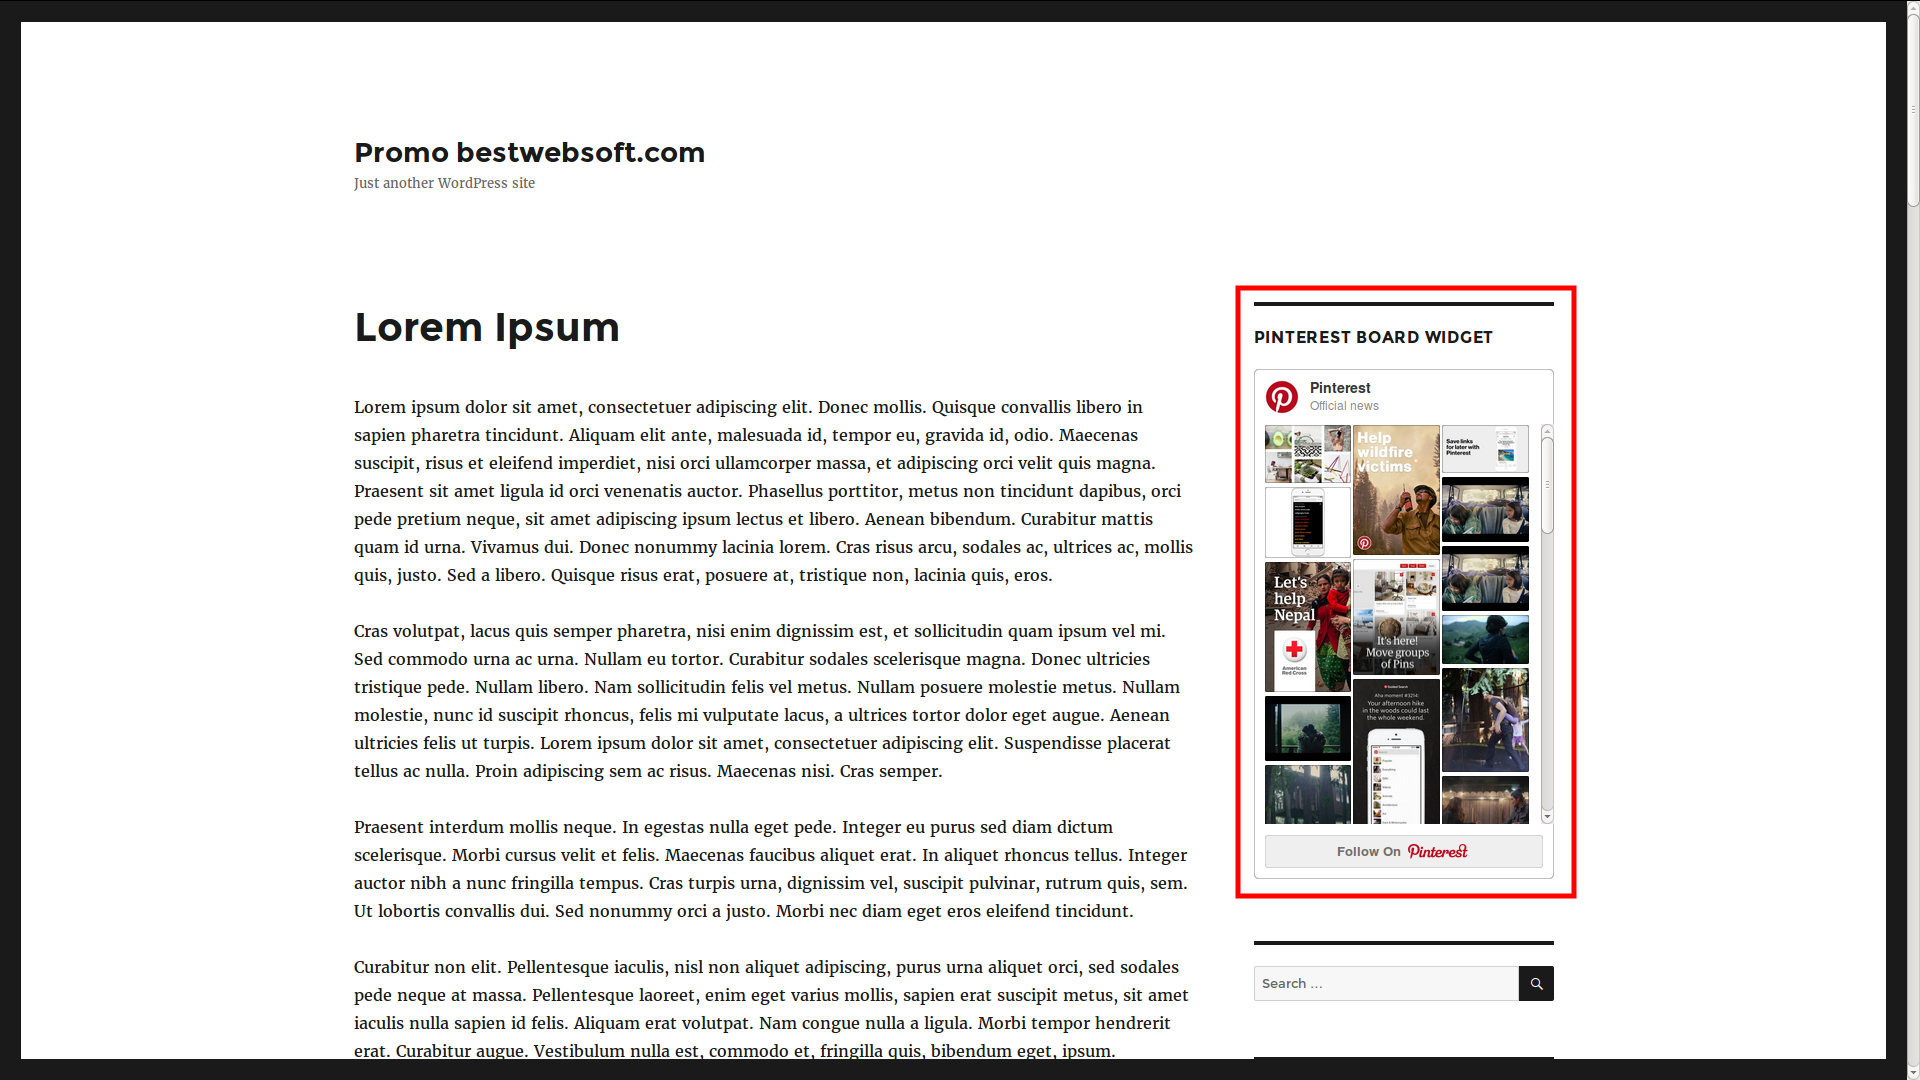 Promo bestwebsoft.com
Just another WordPress site
Lorem Ipsum
Lorem ipsum dolor sit amet, consectetuer adipiscing elit. Donec mollis. Quisque convallis libero in
sapien pharetra tincidunt. Aliquam elit ante, malesuada id, tempor eu, gravida id, odio. Maecenas
suscipit, risus et eleifend imperdiet, nisi orci ullamcorper massa, et adipiscing orci velit quis magna.
Praesent sit amet ligula id orci venenatis auctor. Phasellus porttitor, metus non tincidunt dapibus, orci
pede pretium neque, sit amet adipiscing ipsum lectus et libero. Aenean bibendum. Curabitur mattis
quam id urna. Vivamus dui. Donec nonummy lacinia lorem. Cras risus arcu, sodales ac, ultrices ac, mollis
quis, justo. Sed a libero. Quisque risus erat, posuere at, tristique non, lacinia quis, eros.
Cras volutpat, lacus quis semper pharetra, nisi enim dignissim est, et sollicitudin quam ipsum vel mi.
Sed commodo urna ac urna. Nullam eu tortor. Curabitur sodales scelerisque magna. Donec ultricies
tristique pede. Nullam libero. Nam sollicitudin felis vel metus. Nullam posuere molestie metus. Nullam
molestie, nunc id suscipit rhoncus, felis mi vulputate lacus, a ultrices tortor dolor eget augue. Aenean
ultricies felis ut turpis. Lorem ipsum dolor sit amet, consectetuer adipiscing elit. Suspendisse placerat
tellus ac nulla. Proin adipiscing sem ac risus. Maecenas nisi. Cras semper.
Praesent interdum mollis neque. In egestas nulla eget pede. Integer eu purus sed diam dictum
scelerisque. Morbi cursus velit et felis. Maecenas faucibus aliquet erat. In aliquet rhoncus tellus. Integer
auctor nibh a nunc fringilla tempus. Cras turpis urna, dignissim vel, suscipit pulvinar, rutrum quis, sem.
Ut lobortis convallis dui. Sed nonummy orci a justo. Morbi nec diam eget eros eleifend tincidunt.
Curabitur non elit. Pellentesque iaculis, nisl non aliquet adipiscing, purus urna aliquet orci, sed sodales
pede neque at massa. Pellentesque laoreet, enim eget varius mollis, sapien erat suscipit metus, sit amet
iaculis nulla sapien id felis. Aliquam erat volutpat. Nam congue nulla a ligula. Morbi tempor hendrerit
erat. Curabitur augue. Vestibulum nulla est, commodo et, fringilla quis, bibendum eget, ipsum.
PINTEREST BOARD WIDGET
Pinterest
Official news
Help
wildfire
victims
Save links
for later with
Pinterest
Let's
help
Nepal
American
Red Cross
It's here!
Move groups
of Pins
Guided Search
Aha moment #3214:
Your afternoon hike
in the woods could last
the whole weekend.
Follow On Pinterest
Search …